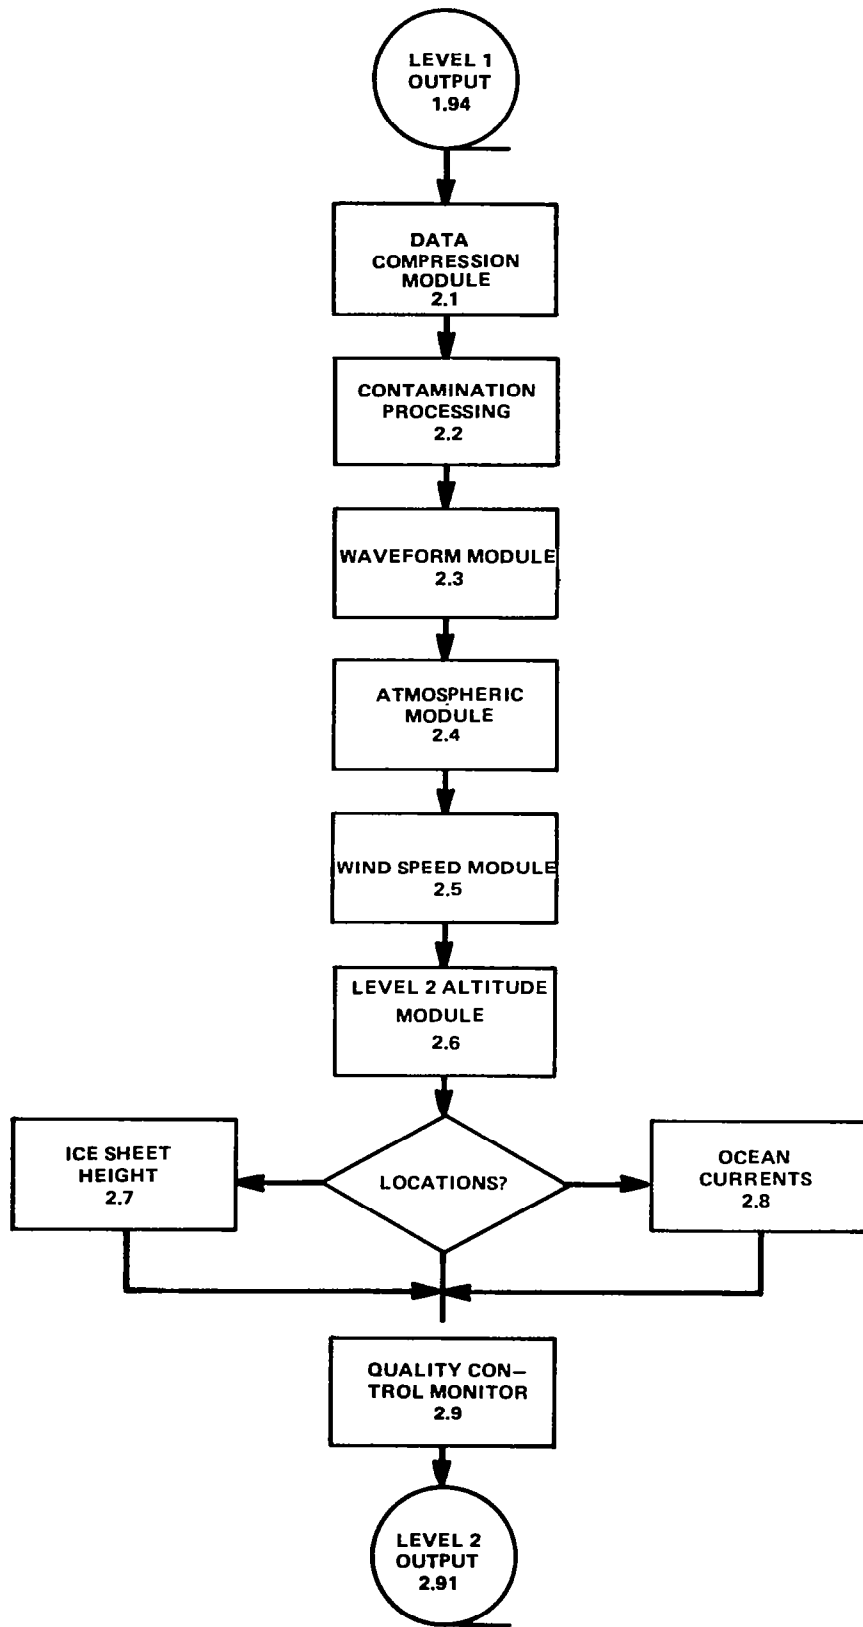 LEVEL 1
OUTPUT
1.94
DATA
COMPRESSION
MODULE
2.1
CONTAMINATION
PROCESSING
2.2
WAVEFORM MODULE
2.3
ATMOSPHERIC
MODULE
2.4
WIND SPEED MODULE
2.5
LEVEL 2 ALTITUDE
MODULE
2.6
ICE SHEET
HEIGHT
2.7
LOCATIONS?
OCEAN
CURRENTS
2.8
QUALITY CON–
TROL MONITOR
2.9
LEVEL 2
OUTPUT
2.91